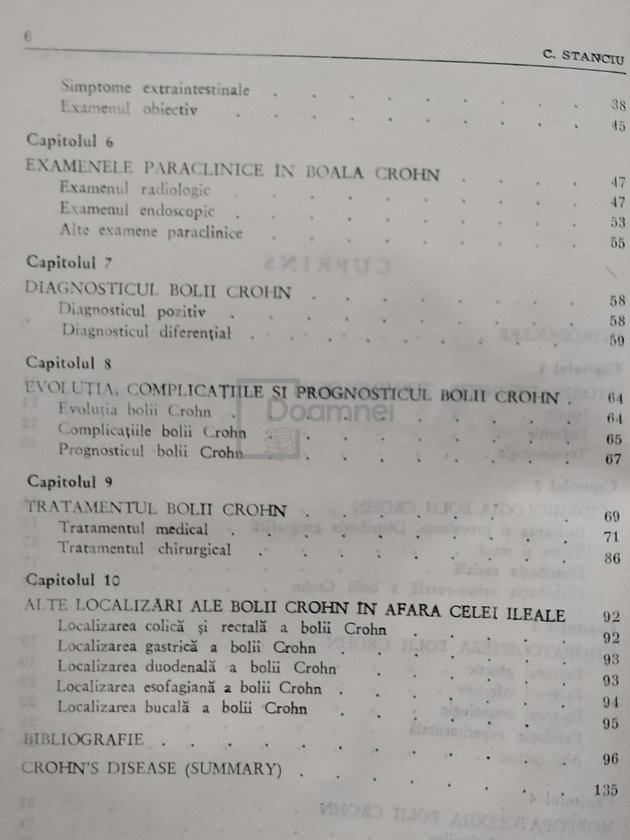 6
C. STANCIU
Simptome extraintestinale . . . . . . . . 38
Examenul obiectiv . . . . . . . . 45
Capitolul 6
EXAMENELE PARACLINICE IN BOALA CROHN . . . . 47
Examenul radiologic . . . . . . . . 47
Examenul endoscopic . . . . . . . . 53
Alte examene paraclinice . . . . . . . . 55
Capitolul 7
DIAGNOSTICUL BOLII CROHN . . . . . . . 58
Diagnosticul pozitiv . . . . . . . . 58
Diagnosticul diferențial . . . . . . . . 59
Capitolul 8
EVOLUȚIA, COMPLICAȚIILE ȘI PROGNOSTICUL BOLII CROHN . 64
Evoluția bolii Crohn . . . . . . . . 64
Complicațiile bolii Crohn . . . . . . . . 65
Prognosticul bolii Crohn . . . . . . . . 67
Doamnei
Capitolul 9
TRATAMENTUL BOLII CROHN . . . . . . . 69
Tratamentul medical . . . . . . . . 71
Tratamentul chirurgical . . . . . . . . 86
Capitolul 10
ALTE LOCALIZĂRI ALE BOLII CROHN ÎN AFARA CELEI ILEALE 92
Localizarea colică și rectală a bolii Crohn . . . . . 92
Localizarea gastrică a bolii Crohn . . . . . . 93
Localizarea duodenală a bolii Crohn . . . . . . 93
Localizarea esofagiană a bolii Crohn . . . . . . 94
Localizarea bucală a bolii Crohn . . . . . . 95
BIBLIOGRAFIE . . . . . . . . . . 96
CROHN'S DISEASE (SUMMARY) . . . . . . . 135